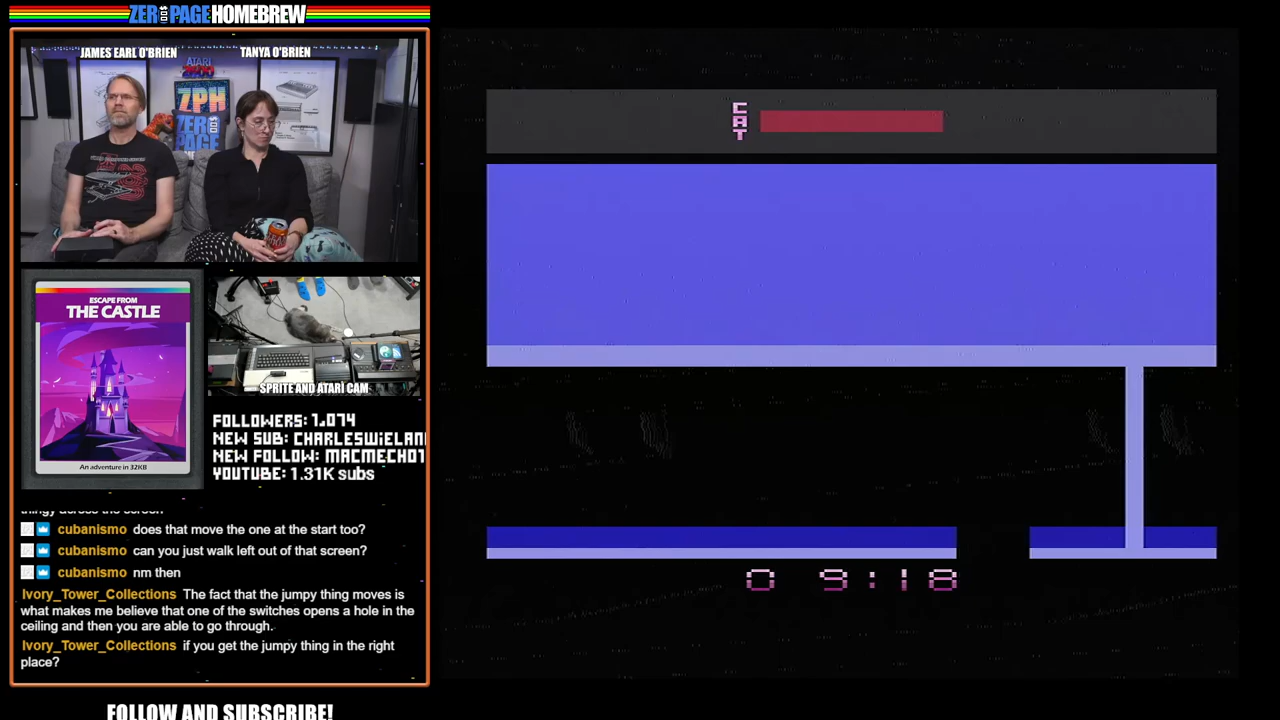 ZEROPAGE HOMEBREW
JAMES EARL O'BRIEN
TANYA O'BRIEN
ATARI
ZPH
ZERO
PAGE
ESCAPE FROM
THE CASTLE
An adventure in 32KB
SPRITE AND ATARI CAM
FOLLOWERS: 1,074
NEW SUB: CHARLESWIELAN
NEW FOLLOW: MACMECHOT
YOUTUBE: 1.31K subs
cubanismo does that move the one at the start too?
cubanismo can you just walk left out of that screen?
cubanismo nm then
Ivory_Tower_Collections The fact that the jumpy thing moves is
what makes me believe that one of the switches opens a hole in the
ceiling and then you are able to go through.
Ivory_Tower_Collections if you get the jumpy thing in the right
place?
FOLLOW AND SUBSCRIBE!
CAT
0 9:18